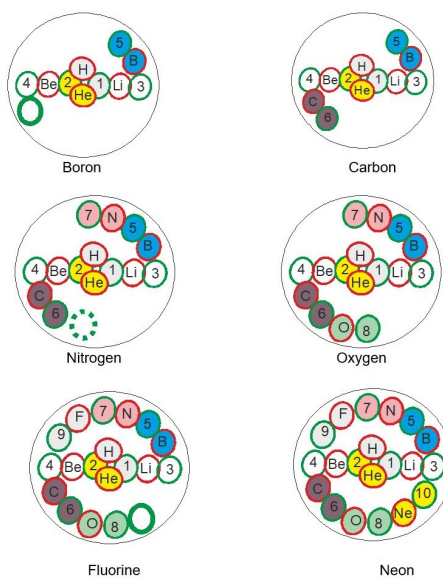 5
B
H
4 Be 2 1 Li 3
He
Boron
5
B
H
4 Be 2 1 Li 3
He
C
6
Carbon
7 N 5
B
H
4 Be 2 1 Li 3
He
C
6
Nitrogen
7 N 5
B
H
4 Be 2 1 Li 3
He
C
6
O 8
Oxygen
F 7 N 5
9 B
H
4 Be 2 1 Li 3
He
C
6
O 8
Fluorine
F 7 N 5
9 B
H
4 Be 2 1 Li 3
He
C 10
6 Ne
O 8
Neon